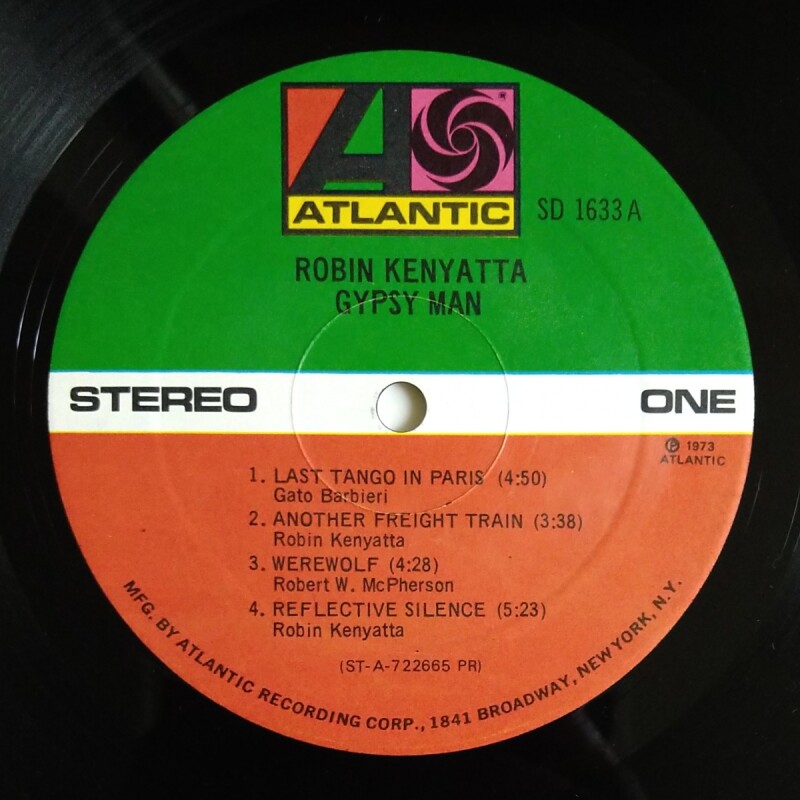 ATLANTIC
SD 1633 A
ROBIN KENYATTA
GYPSY MAN
STEREO
ONE
℗ 1973
ATLANTIC
1. LAST TANGO IN PARIS (4:50)
Gato Barbieri
2. ANOTHER FREIGHT TRAIN (3:38)
Robin Kenyatta
3. WEREWOLF (4:28)
Robert W. McPherson
4. REFLECTIVE SILENCE (5:23)
Robin Kenyatta
(ST-A-722665 PR)
MFG. BY ATLANTIC RECORDING CORP., 1841 BROADWAY, NEW YORK, N.Y.